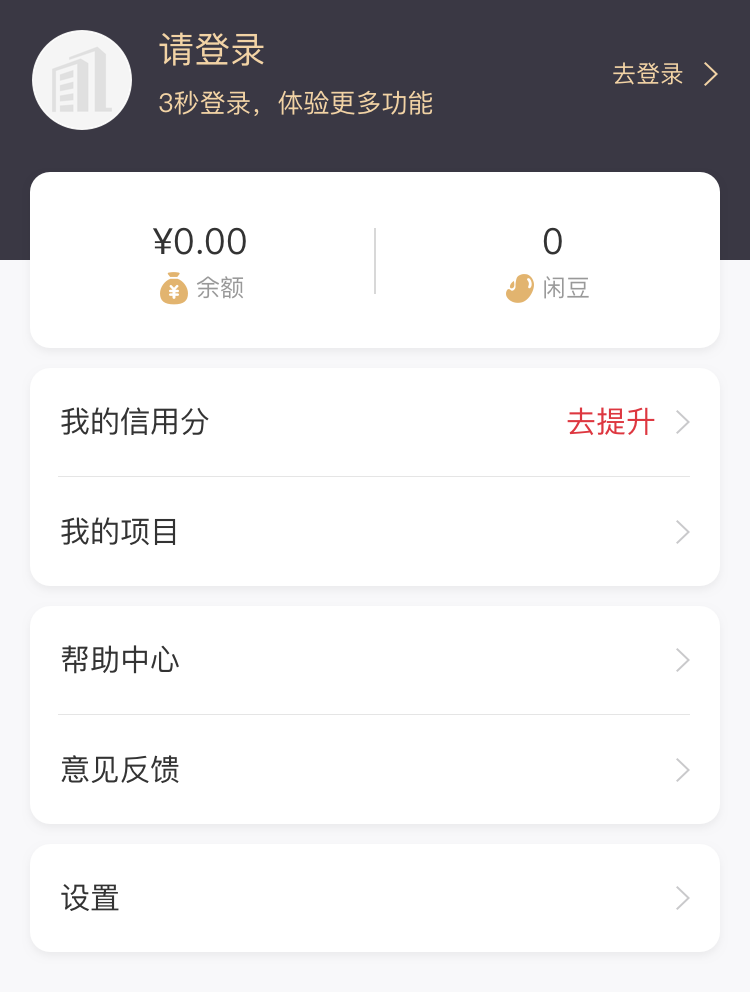 请登录
3秒登录，体验更多功能
去登录
¥0.00
余额
0
闲豆
我的信用分
去提升
我的项目
帮助中心
意见反馈
设置